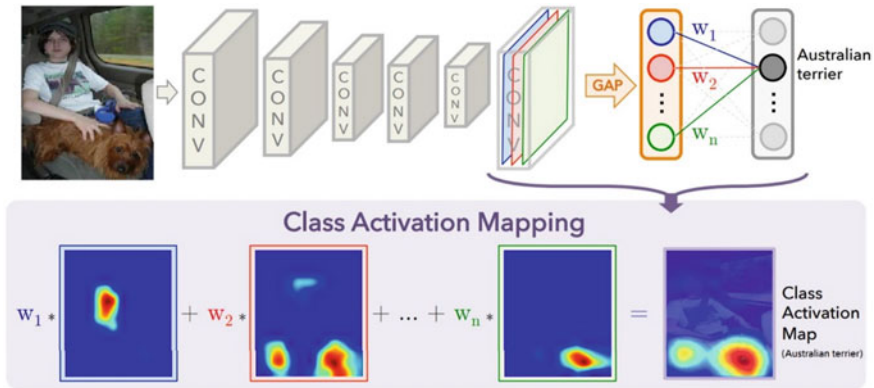 CONV
CONV
CONV
CONV
CONV
CONV
GAP
w1
w2
wn
Australian
terrier
Class Activation Mapping
w1 * + w2 * + ... + wn * =
Class
Activation
Map
(Australian terrier)